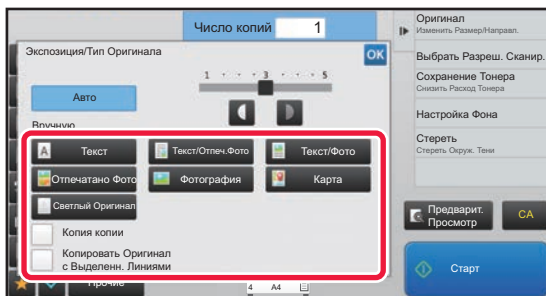 Число копий 1
Экспозиция/Тип Оригинала
OK
1 3 5
Авто
Вручную
A Текст
Текст/Отпеч.Фото
Текст/Фото
Отпечатано Фото
Фотография
Карта
Светлый Оригинал
Копия копии
Копировать Оригинал
с Выделенн. Линиями
Прочие
4 A4
Оригинал
Изменить Размер/Направл.
Выбрать Разреш. Сканир.
Сохранение Тонера
Снизить Расход Тонера
Настройка Фона
Стереть
Стереть Окруж. Тени
Предварит.
Просмотр
CA
Старт